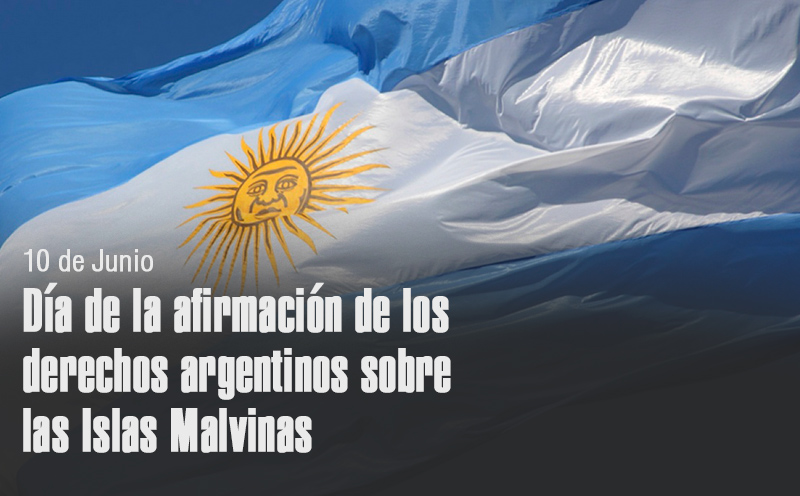 10 de Junio
Día de la afirmación de los
derechos argentinos sobre
las Islas Malvinas